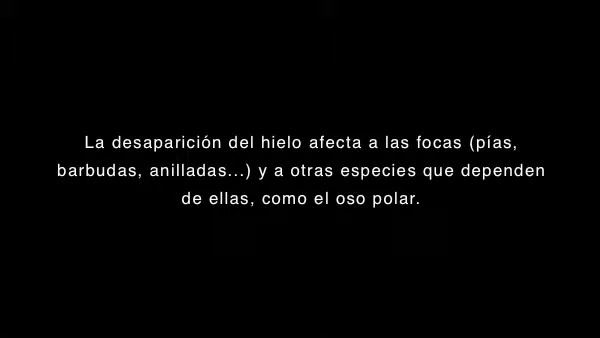 La desaparición del hielo afecta a las focas (pías,
barbudas, anilladas...) y a otras especies que dependen
de ellas, como el oso polar.